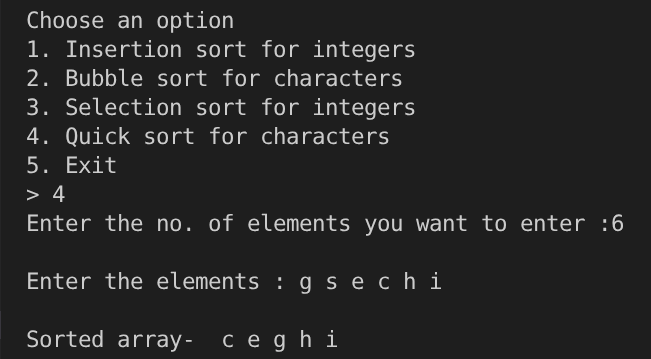 Choose an option
1. Insertion sort for integers
2. Bubble sort for characters
3. Selection sort for integers
4. Quick sort for characters
5. Exit
> 4
Enter the no. of elements you want to enter :6
Enter the elements : g s e c h i
Sorted array-  c e g h i